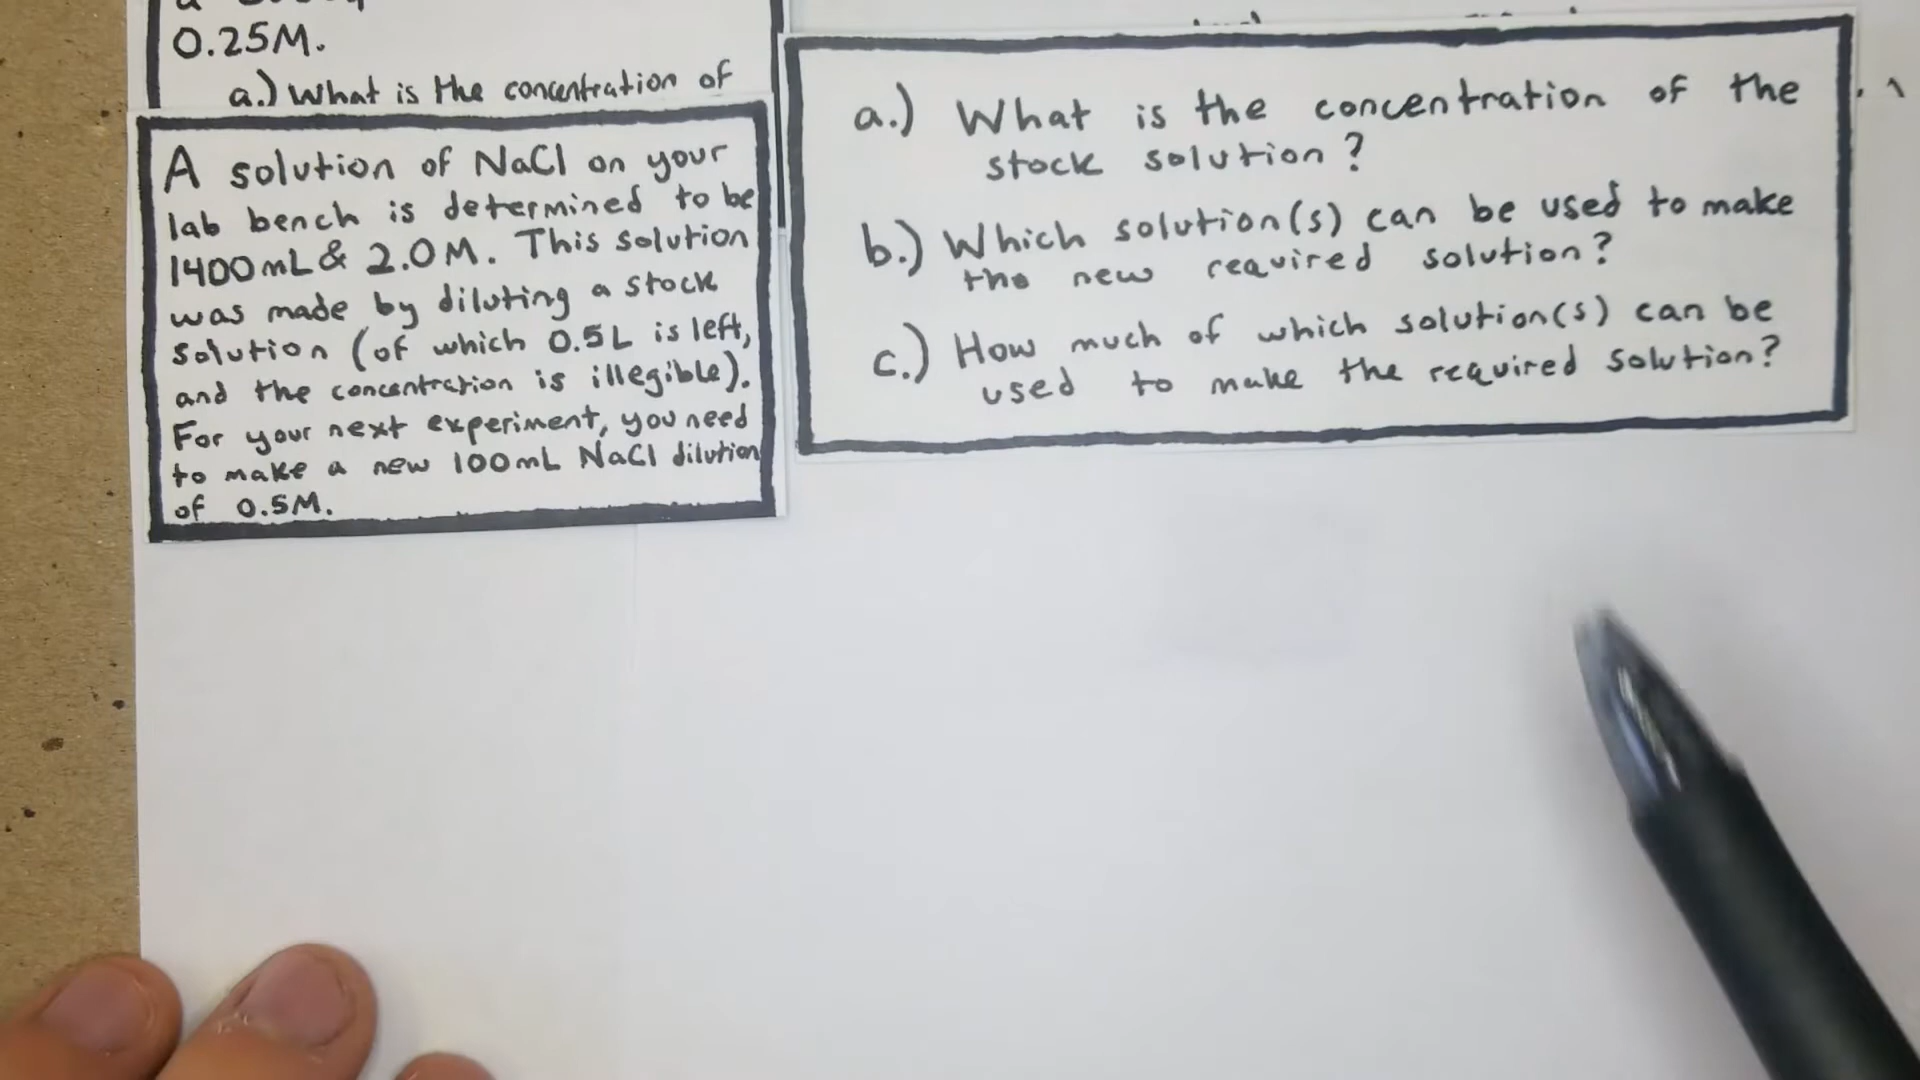 0.25M.
a.) What is the concentration of
A solution of NaCl on your
lab bench is determined to be
1400mL & 2.0M. This solution
was made by diluting a stock
solution (of which 0.5L is left,
and the concentration is illegible).
For your next experiment, you need
to make a new 100mL NaCl dilution
of 0.5M.
a.) What is the concentration of the
stock solution?
b.) Which solution(s) can be used to make
the new required solution?
c.) How much of which solution(s) can be
used to make the required solution?